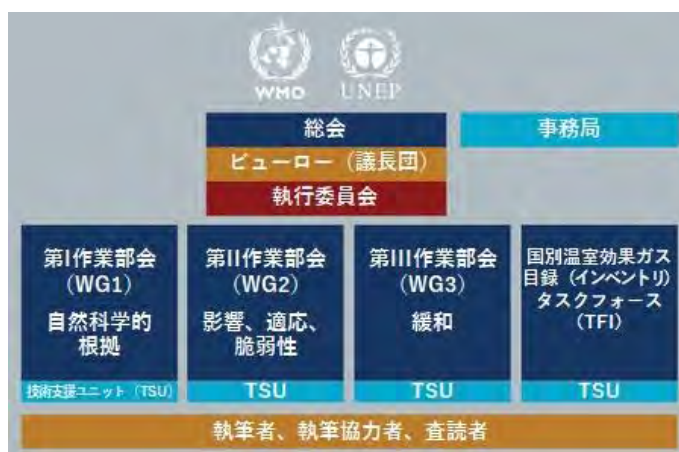 WMO
UNEP
総会
事務局
ビューロー（議長団）
執行委員会
第I作業部会
(WG1)
自然科学的
根拠
技術支援ユニット（TSU）
第II作業部会
(WG2)
影響、適応、
脆弱性
TSU
第III作業部会
(WG3)
緩和
TSU
国別温室効果ガス
目録（インベントリ）
タスクフォース
(TFI)
TSU
執筆者、執筆協力者、査読者